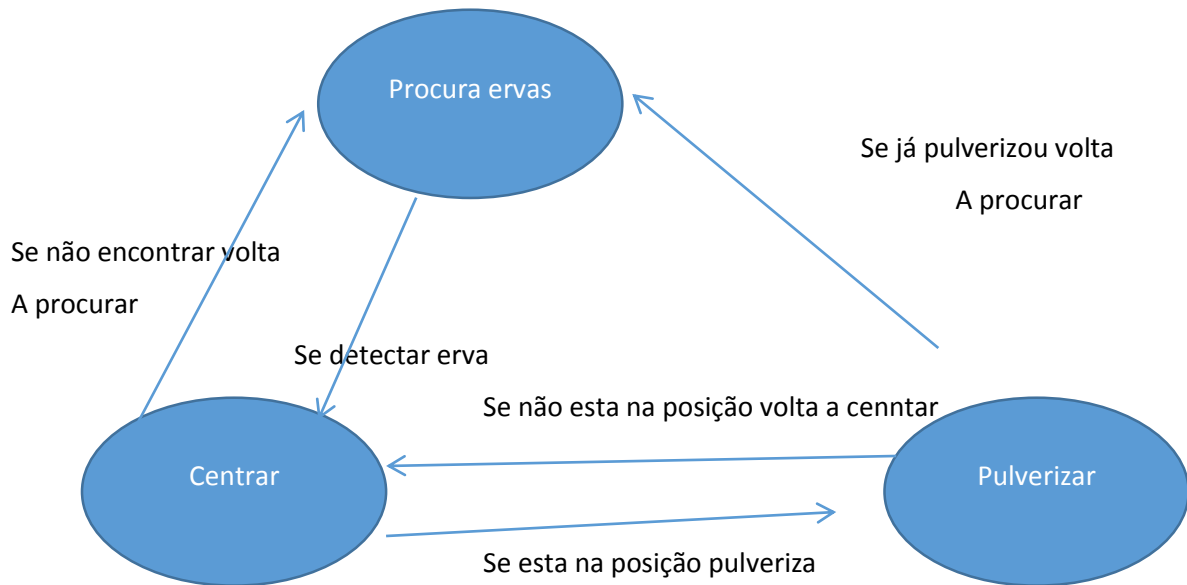 Procura ervas
Se já pulverizou volta
A procurar
Se não encontrar volta
A procurar
Se detectar erva
Se não esta na posição volta a cenntar
Centrar
Pulverizar
Se esta na posição pulveriza